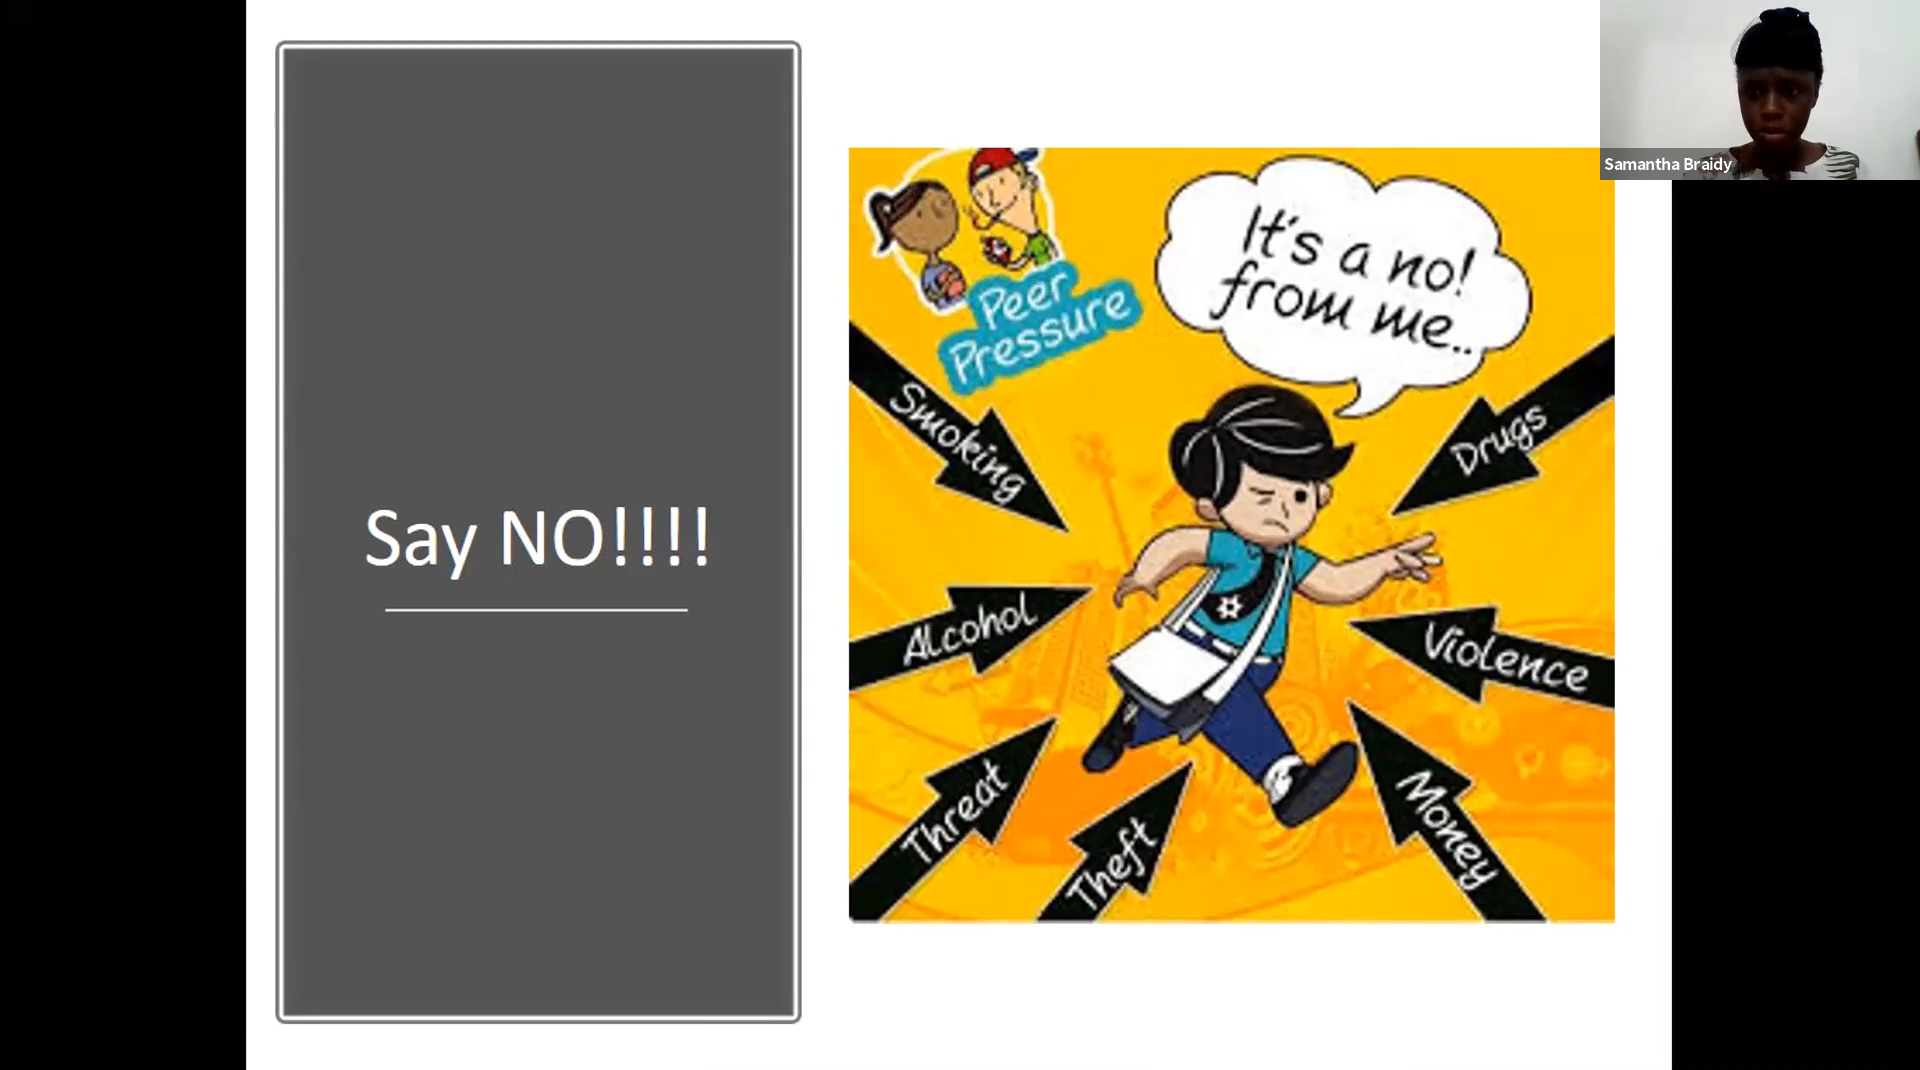 Say NO!!!!
Samantha Braidy
Peer
Pressure
It's a no!
from me..
Smoking
Drugs
Alcohol
Violence
Threat
Theft
Money